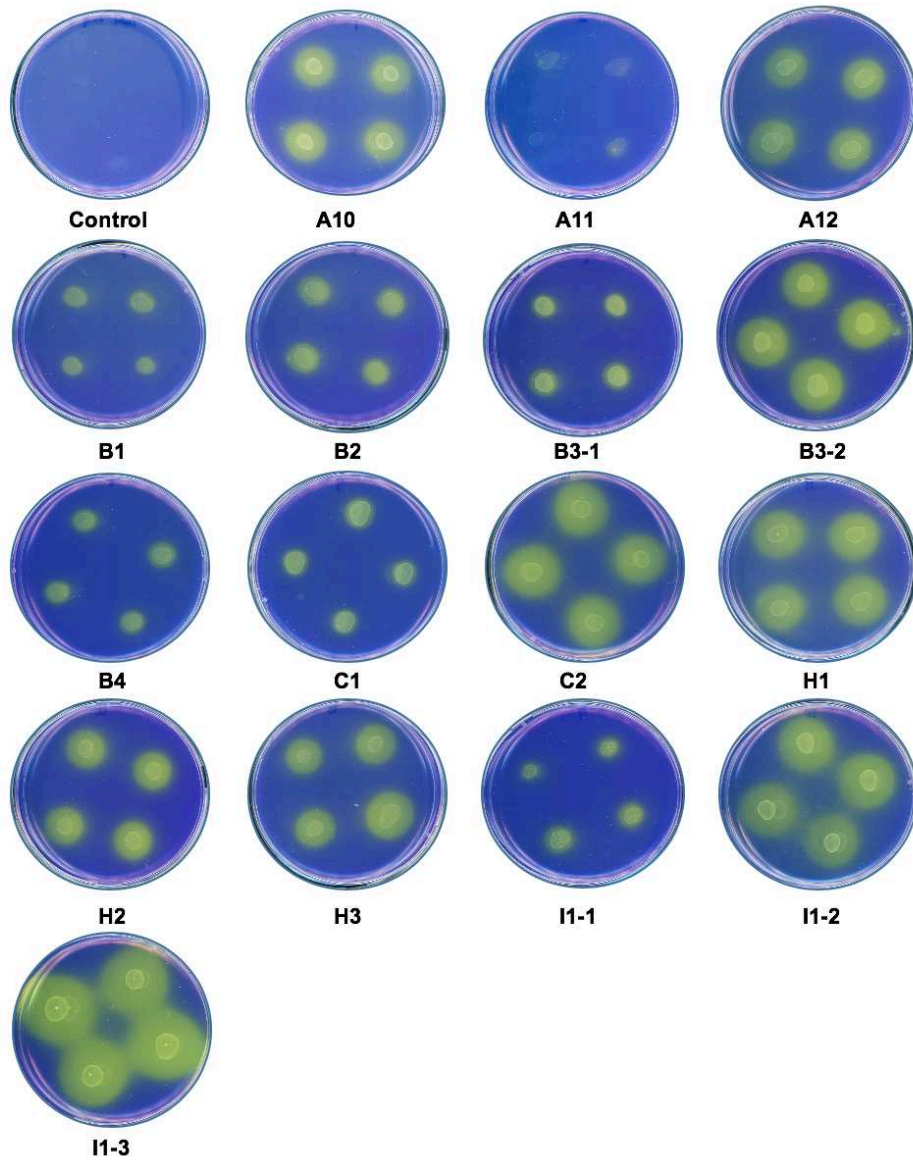 Control A10 A11 A12
B1 B2 B3-1 B3-2
B4 C1 C2 H1
H2 H3 I1-1 I1-2
I1-3